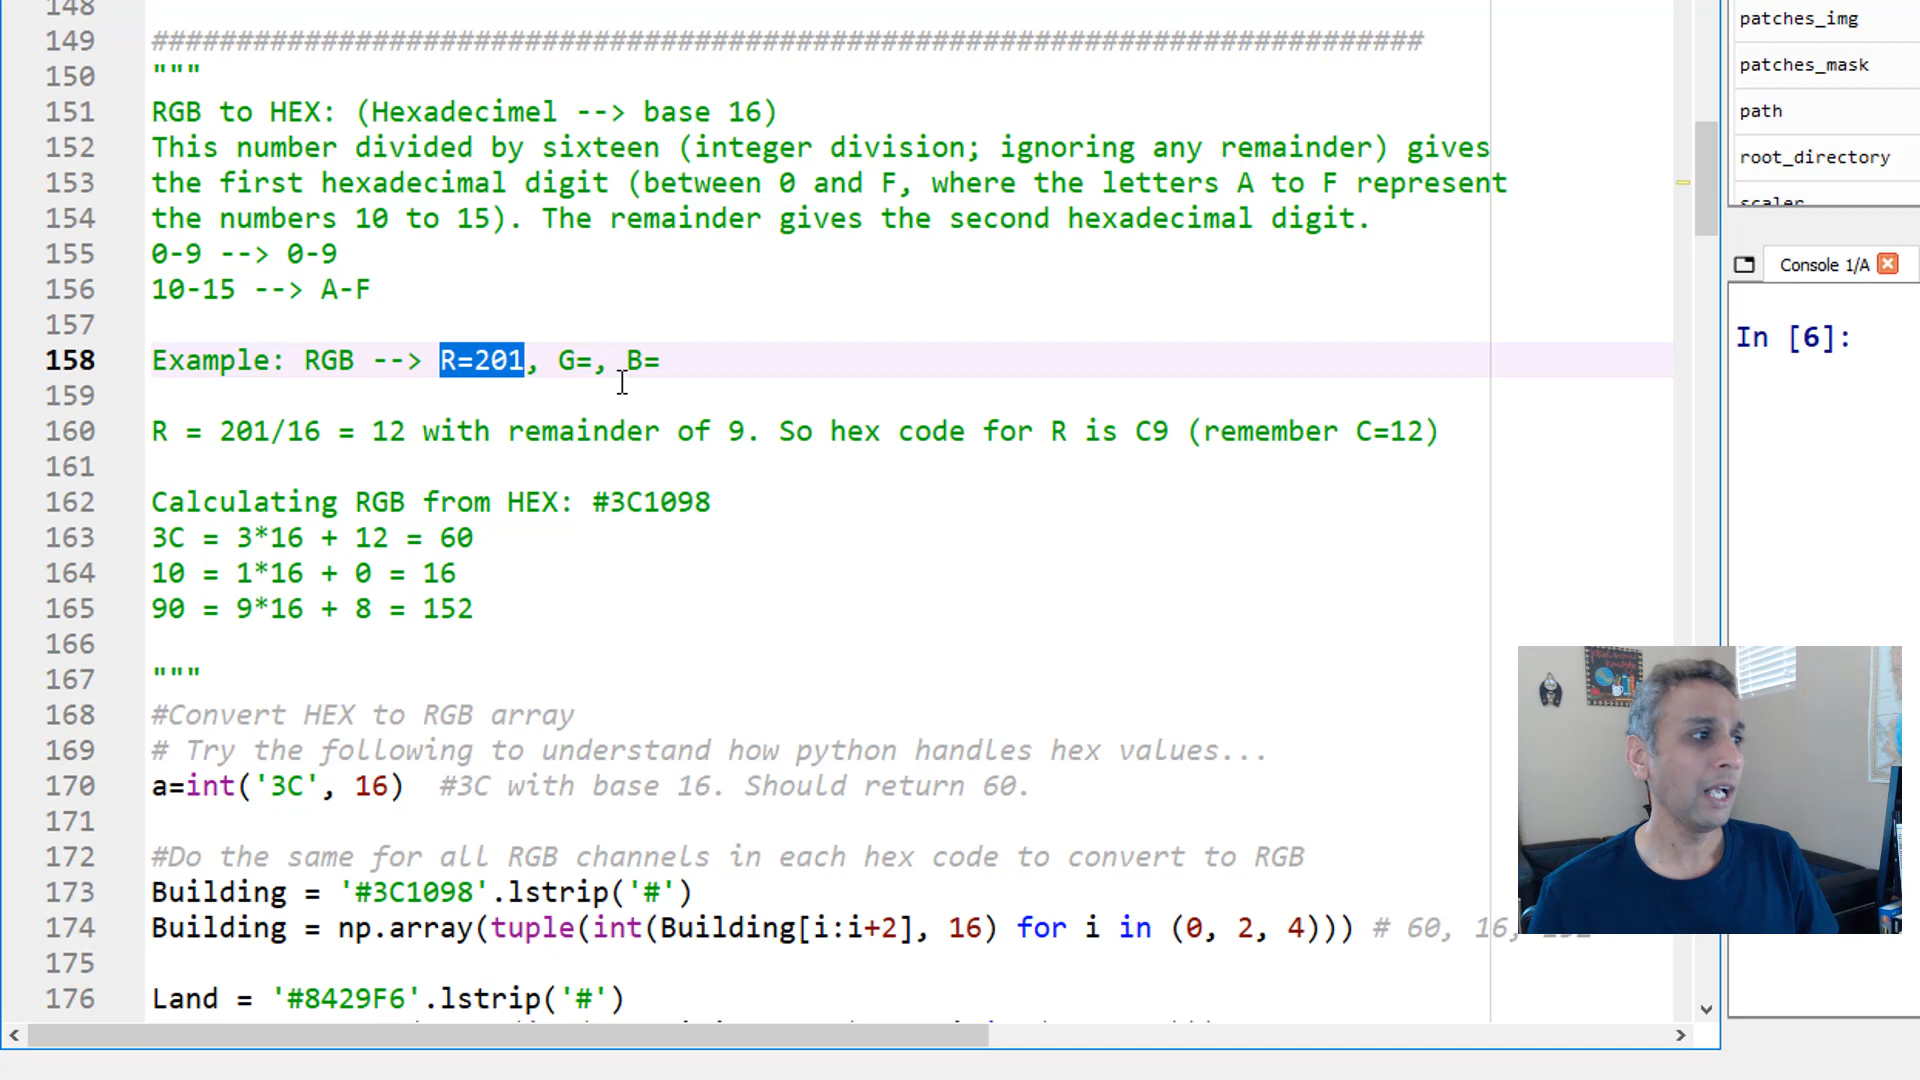 148
149 ###########################################################################
150 """
151 RGB to HEX: (Hexadecimel --> base 16)
152 This number divided by sixteen (integer division; ignoring any remainder) gives
153 the first hexadecimal digit (between 0 and F, where the letters A to F represent
154 the numbers 10 to 15). The remainder gives the second hexadecimal digit.
155 0-9 --> 0-9
156 10-15 --> A-F
157
158 Example: RGB --> R=201, G=, B=
159
160 R = 201/16 = 12 with remainder of 9. So hex code for R is C9 (remember C=12)
161
162 Calculating RGB from HEX: #3C1098
163 3C = 3*16 + 12 = 60
164 10 = 1*16 + 0 = 16
165 90 = 9*16 + 8 = 152
166
167 """
168 #Convert HEX to RGB array
169 # Try the following to understand how python handles hex values...
170 a=int('3C', 16)  #3C with base 16. Should return 60.
171
172 #Do the same for all RGB channels in each hex code to convert to RGB
173 Building = '#3C1098'.lstrip('#')
174 Building = np.array(tuple(int(Building[i:i+2], 16) for i in (0, 2, 4))) # 60, 16,
175
176 Land = '#8429F6'.lstrip('#')
patches_img
patches_mask
path
root_directory
scaler
Console 1/A
In [6]: